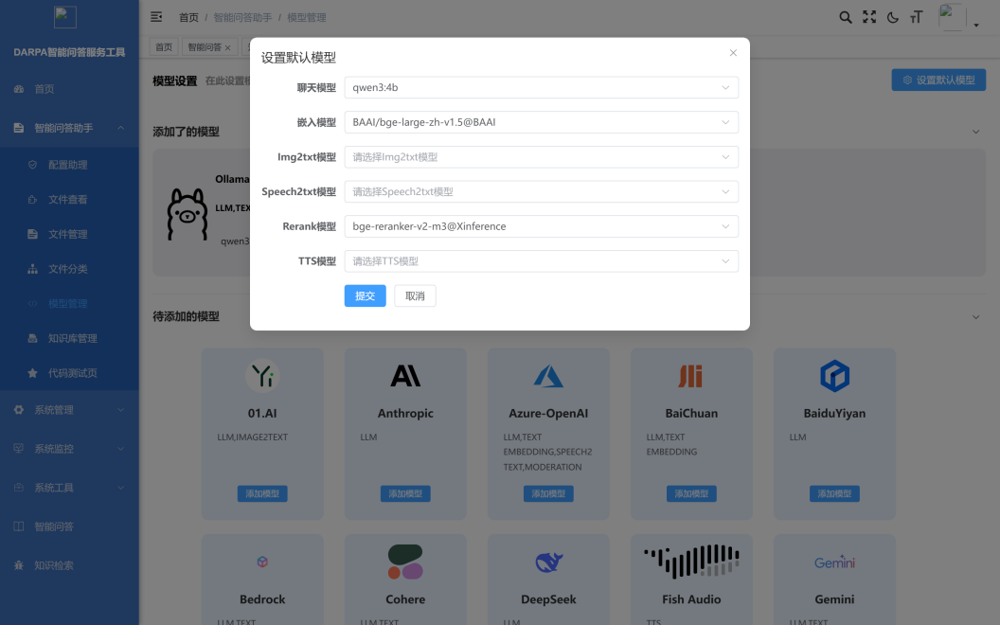 DARPA智能问答服务工具
首页
智能问答助手
配置助理
文件查看
文件管理
文件分类
模型管理
知识库管理
代码测试页
系统管理
系统监控
系统工具
智能问答
知识检索
首页 / 智能问答助手 / 模型管理
首页
智能问答 ×
模型设置 在此设置模
设置默认模型
添加了的模型
Ollama
LLM,TEX
qwen3
待添加的模型
设置默认模型
聊天模型 qwen3:4b
嵌入模型 BAAI/bge-large-zh-v1.5@BAAI
Img2txt模型 请选择Img2txt模型
Speech2txt模型 请选择Speech2txt模型
Rerank模型 bge-reranker-v2-m3@Xinference
TTS模型 请选择TTS模型
提交 取消
01.AI
LLM,IMAGE2TEXT
添加模型
Anthropic
LLM
添加模型
Azure-OpenAI
LLM,TEXT
EMBEDDING,SPEECH2
TEXT,MODERATION
添加模型
BaiChuan
LLM,TEXT
EMBEDDING
添加模型
BaiduYiyan
LLM
添加模型
Bedrock
LLM,TEXT
Cohere
LLM,TEXT
DeepSeek
LLM
Fish Audio
TTS
Gemini
Gemini
LLM,TEXT